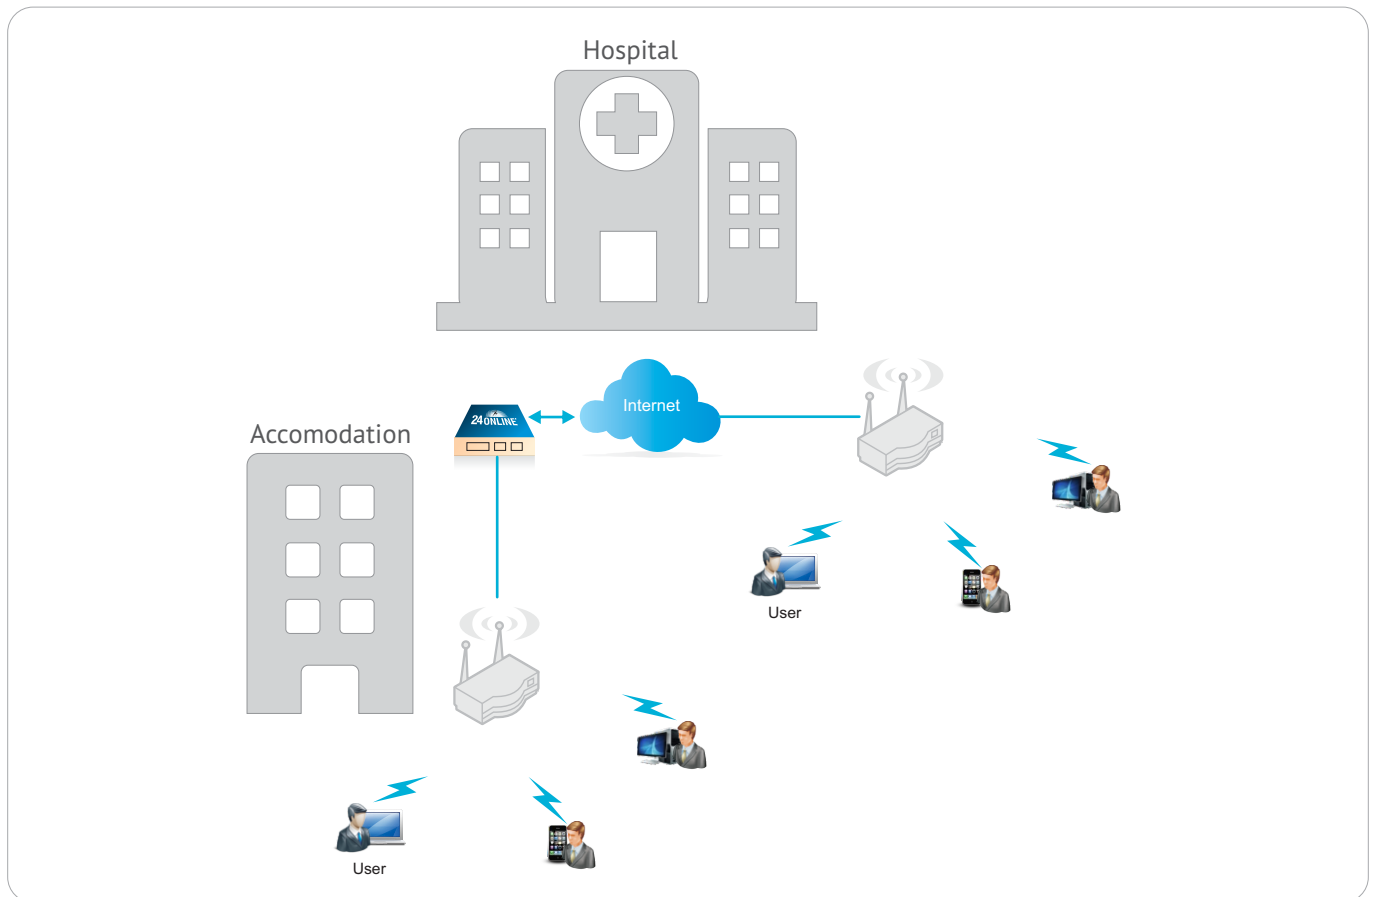 Hospital
Internet
24ONLINE
Accomodation
User
User